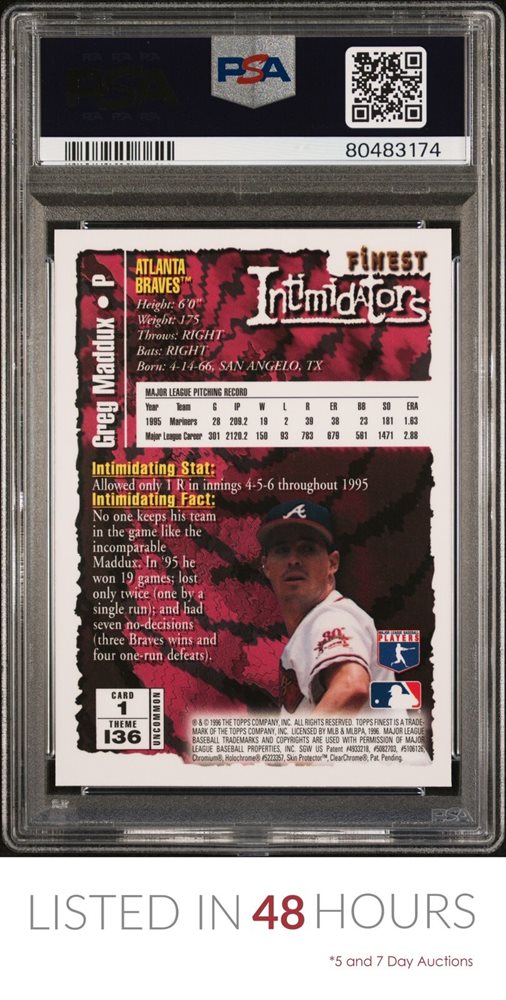 PSA
80483174
Greg Maddux • P
ATLANTA
BRAVES™
Height: 6'0"
Weight: 175
Throws: RIGHT
Bats: RIGHT
Born: 4-14-66, SAN ANGELO, TX
FINEST
Intimidators
MAJOR LEAGUE PITCHING RECORD
Year Team G IP W L R ER BB SO ERA
1995 Mariners 28 209.2 19 2 39 38 23 181 1.63
Major League Career 301 2120.2 150 93 783 679 561 1471 2.88
Intimidating Stat:
Allowed only 1 R in innings 4-5-6 throughout 1995
Intimidating Fact:
No one keeps his team
in the game like the
incomparable
Maddux. In '95 he
won 19 games; lost
only twice (one by a
single run); and had
seven no-decisions
(three Braves wins and
four one-run defeats).
CARD
1
THEME
I36
UNCOMMON
PLAYERS
® & © 1996 THE TOPPS COMPANY, INC. ALL RIGHTS RESERVED. TOPPS FINEST IS A TRADE-
MARK OF THE TOPPS COMPANY, INC. LICENSED BY MLB & MLBPA, 1996. MAJOR LEAGUE
BASEBALL TRADEMARKS AND COPYRIGHTS ARE USED WITH PERMISSION OF MAJOR
LEAGUE BASEBALL PROPERTIES, INC. SGW US Patent #4933218, #5082703, #5106126,
Chromium®, Holochrome® #5223357, Skin Protector™, ClearChrome®, Pat. Pending.
PSA
LISTED IN 48 HOURS
*5 and 7 Day Auctions